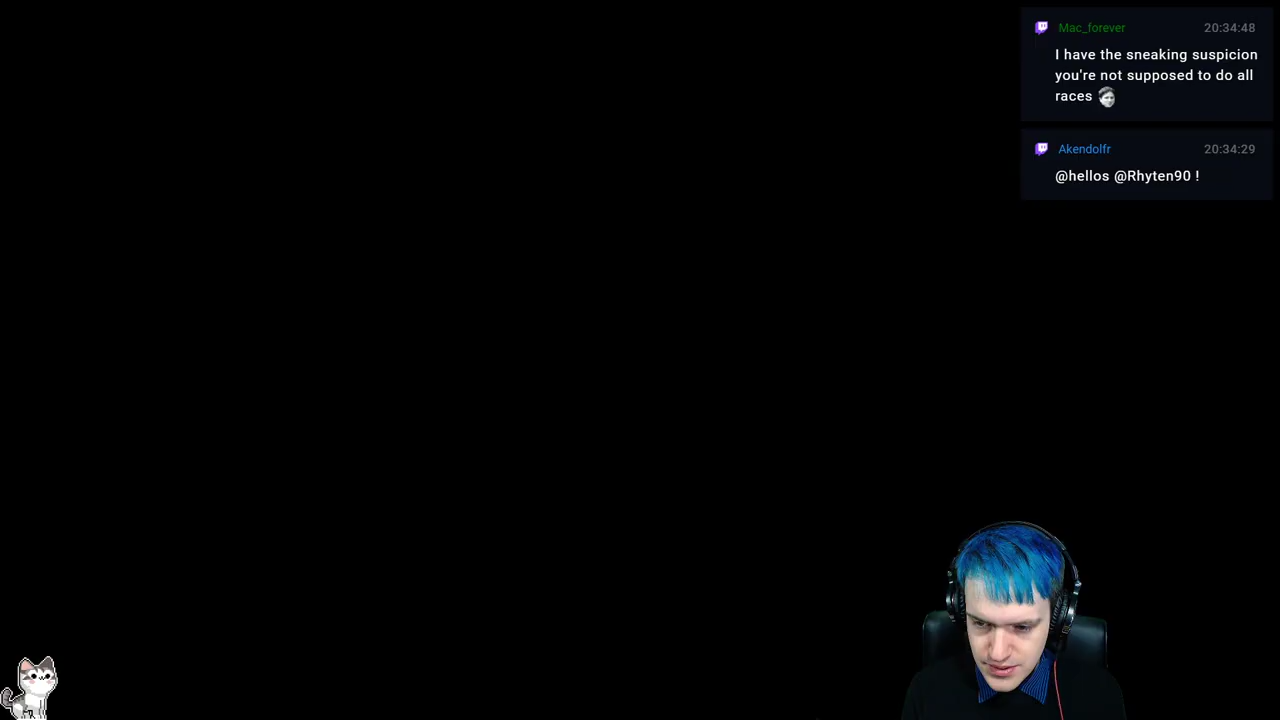 Mac_forever 20:34:48
I have the sneaking suspicion
you're not supposed to do all
races
Akendolfr 20:34:29
@hellos @Rhyten90 !